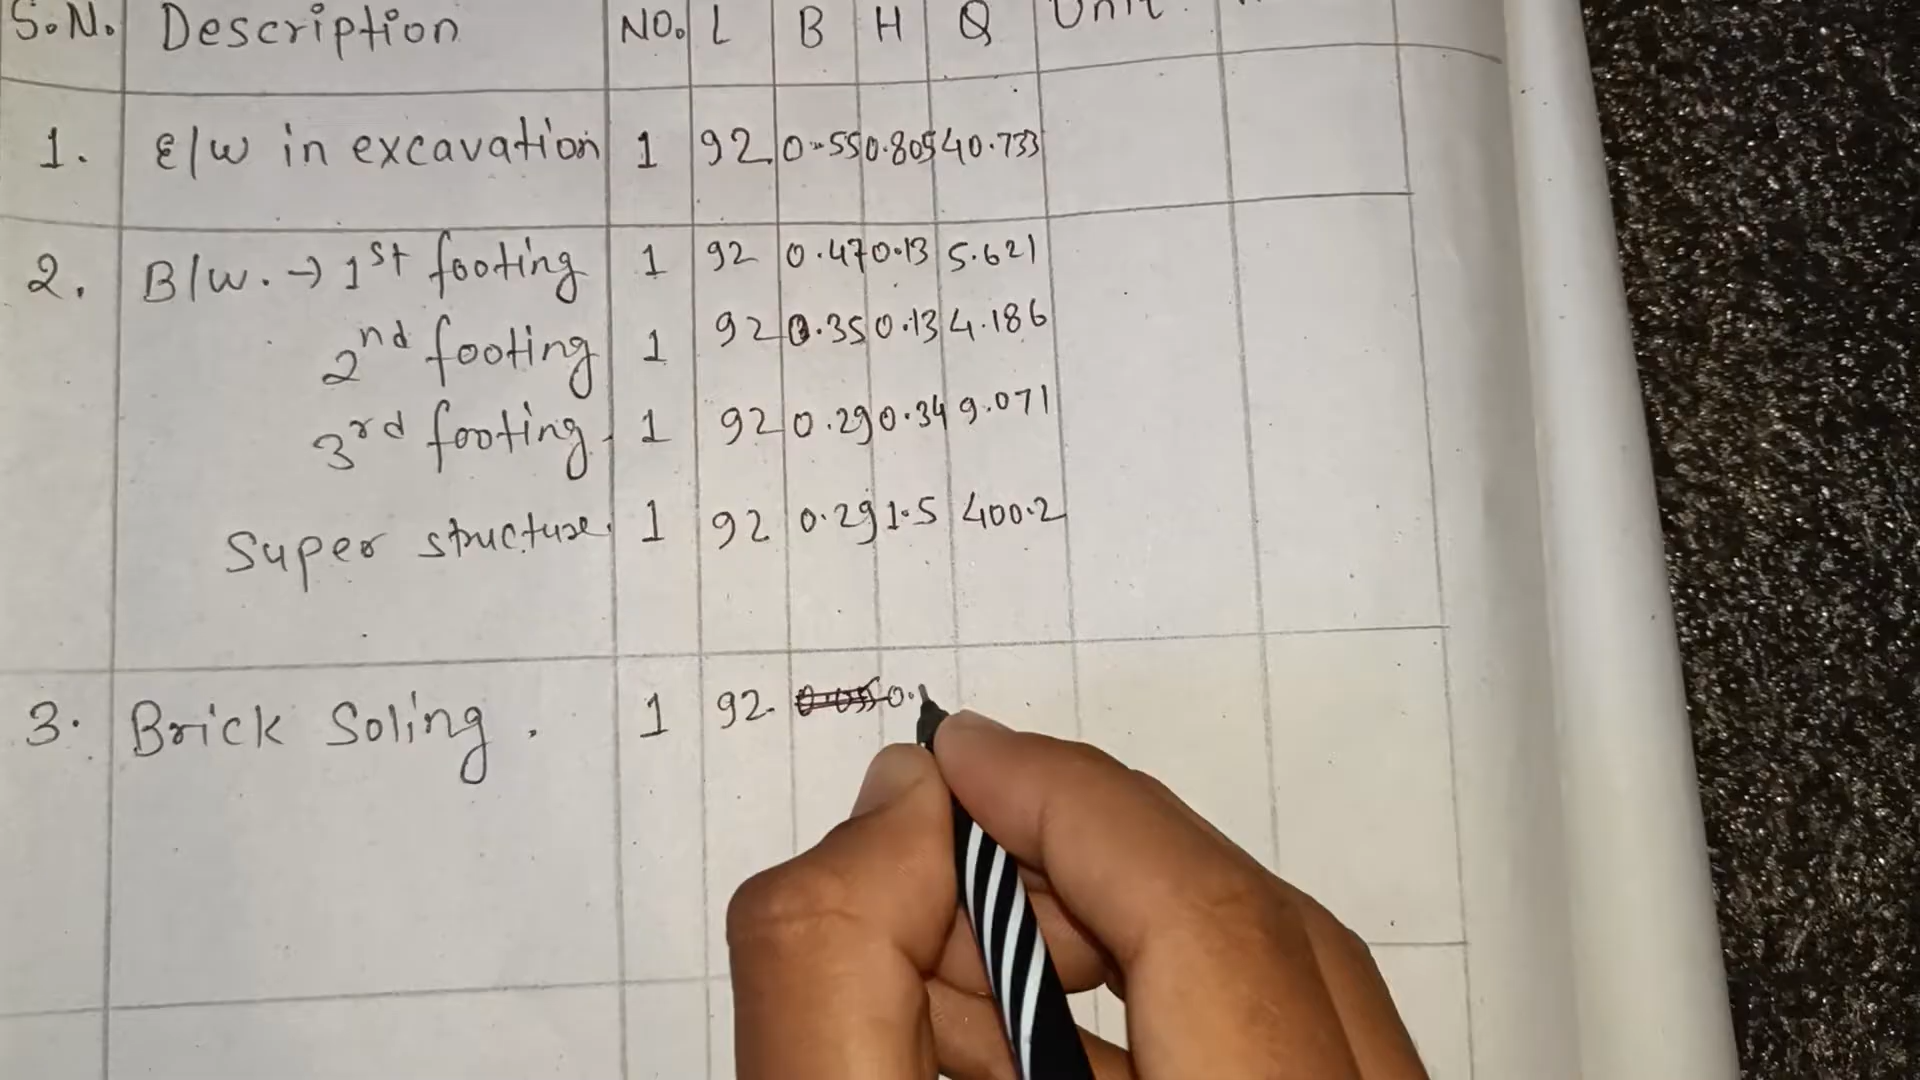 S.N. Description NO. L B H Q Unit
1. E/W in excavation 1 92 0.55 0.805 40.733
2. B/W. → 1st footing 1 92 0.47 0.13 5.621
2nd footing 1 92 0.35 0.13 4.186
3rd footing 1 92 0.29 0.34 9.071
Super structure. 1 92 0.29 1.5 400.2
3. Brick Soling. 1 92. 0.